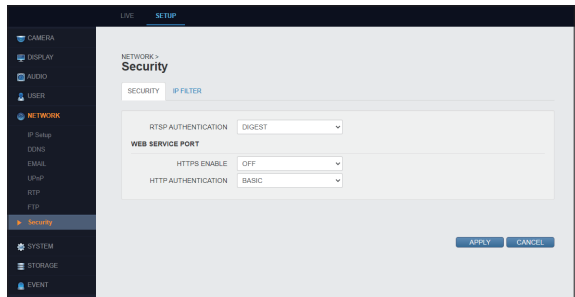 LIVE SETUP
CAMERA
DISPLAY
AUDIO
USER
NETWORK
IP Setup
DDNS
EMAIL
UPnP
RTP
FTP
Security
SYSTEM
STORAGE
EVENT
NETWORK >
Security
SECURITY IP FILTER
RTSP AUTHENTICATION DIGEST
WEB SERVICE PORT
HTTPS ENABLE OFF
HTTP AUTHENTICATION BASIC
APPLY CANCEL